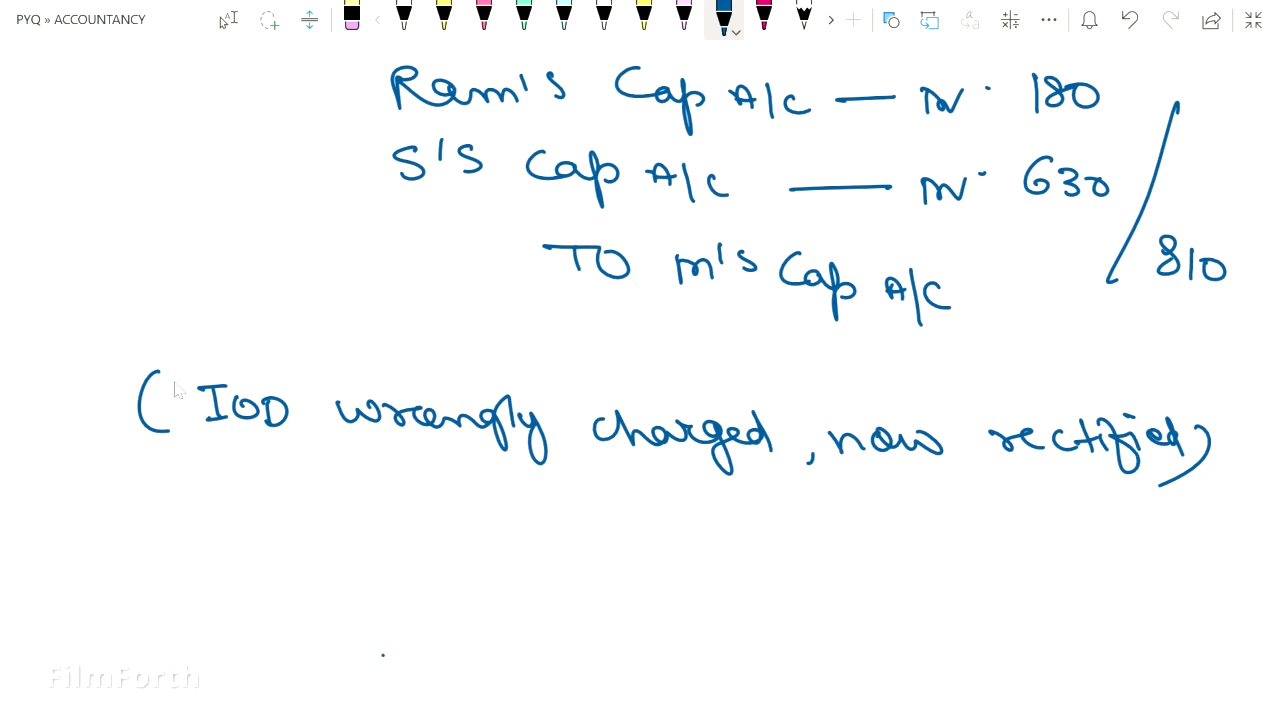 PYQ » ACCOUNTANCY
Ram's Cap A/C — Dr. 180
S's Cap A/C — Dr. 630
TO M's Cap A/C 810
( IOD wrongly charged, now rectified)
FilmForth